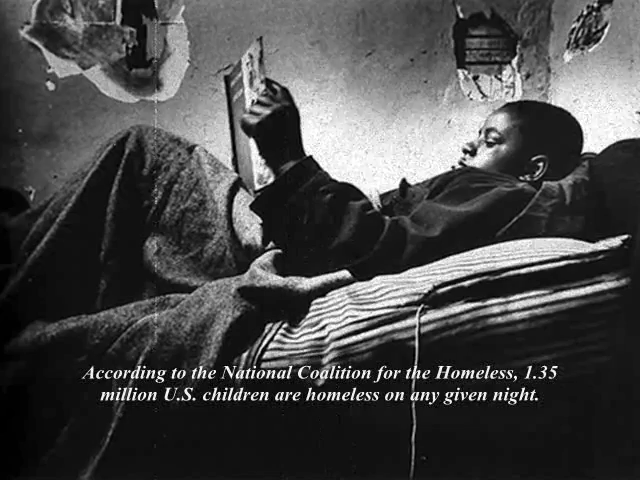 According to the National Coalition for the Homeless, 1.35
million U.S. children are homeless on any given night.